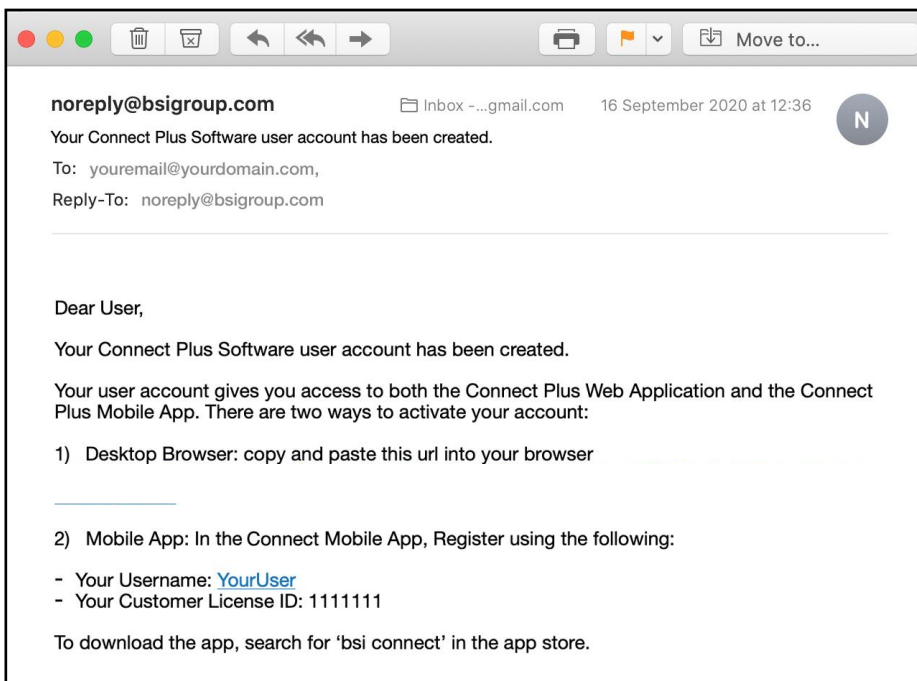 Move to...
noreply@bsigroup.com Inbox -...gmail.com 16 September 2020 at 12:36
N
Your Connect Plus Software user account has been created.
To: youremail@yourdomain.com,
Reply-To: noreply@bsigroup.com
Dear User,
Your Connect Plus Software user account has been created.
Your user account gives you access to both the Connect Plus Web Application and the Connect
Plus Mobile App. There are two ways to activate your account:
1) Desktop Browser: copy and paste this url into your browser
2) Mobile App: In the Connect Mobile App, Register using the following:
- Your Username: YourUser
- Your Customer License ID: 1111111
To download the app, search for ‘bsi connect’ in the app store.